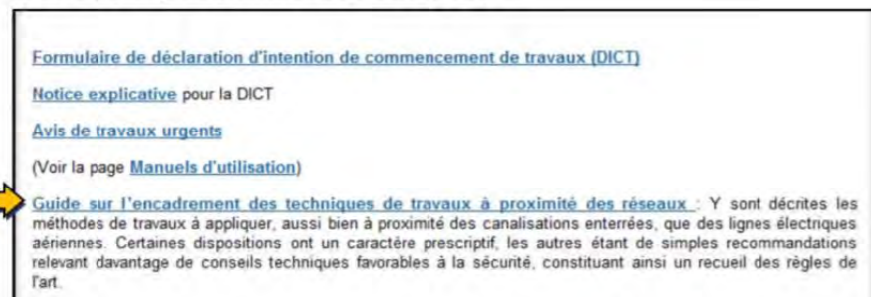 Formulaire de déclaration d'intention de commencement de travaux (DICT)
Notice explicative pour la DICT
Avis de travaux urgents
(Voir la page Manuels d'utilisation)
Guide sur l'encadrement des techniques de travaux à proximité des réseaux : Y sont décrites les
méthodes de travaux à appliquer, aussi bien à proximité des canalisations enterrées, que des lignes électriques
aériennes. Certaines dispositions ont un caractère prescriptif, les autres étant de simples recommandations
relevant davantage de conseils techniques favorables à la sécurité, constituant ainsi un recueil des règles de
l'art.